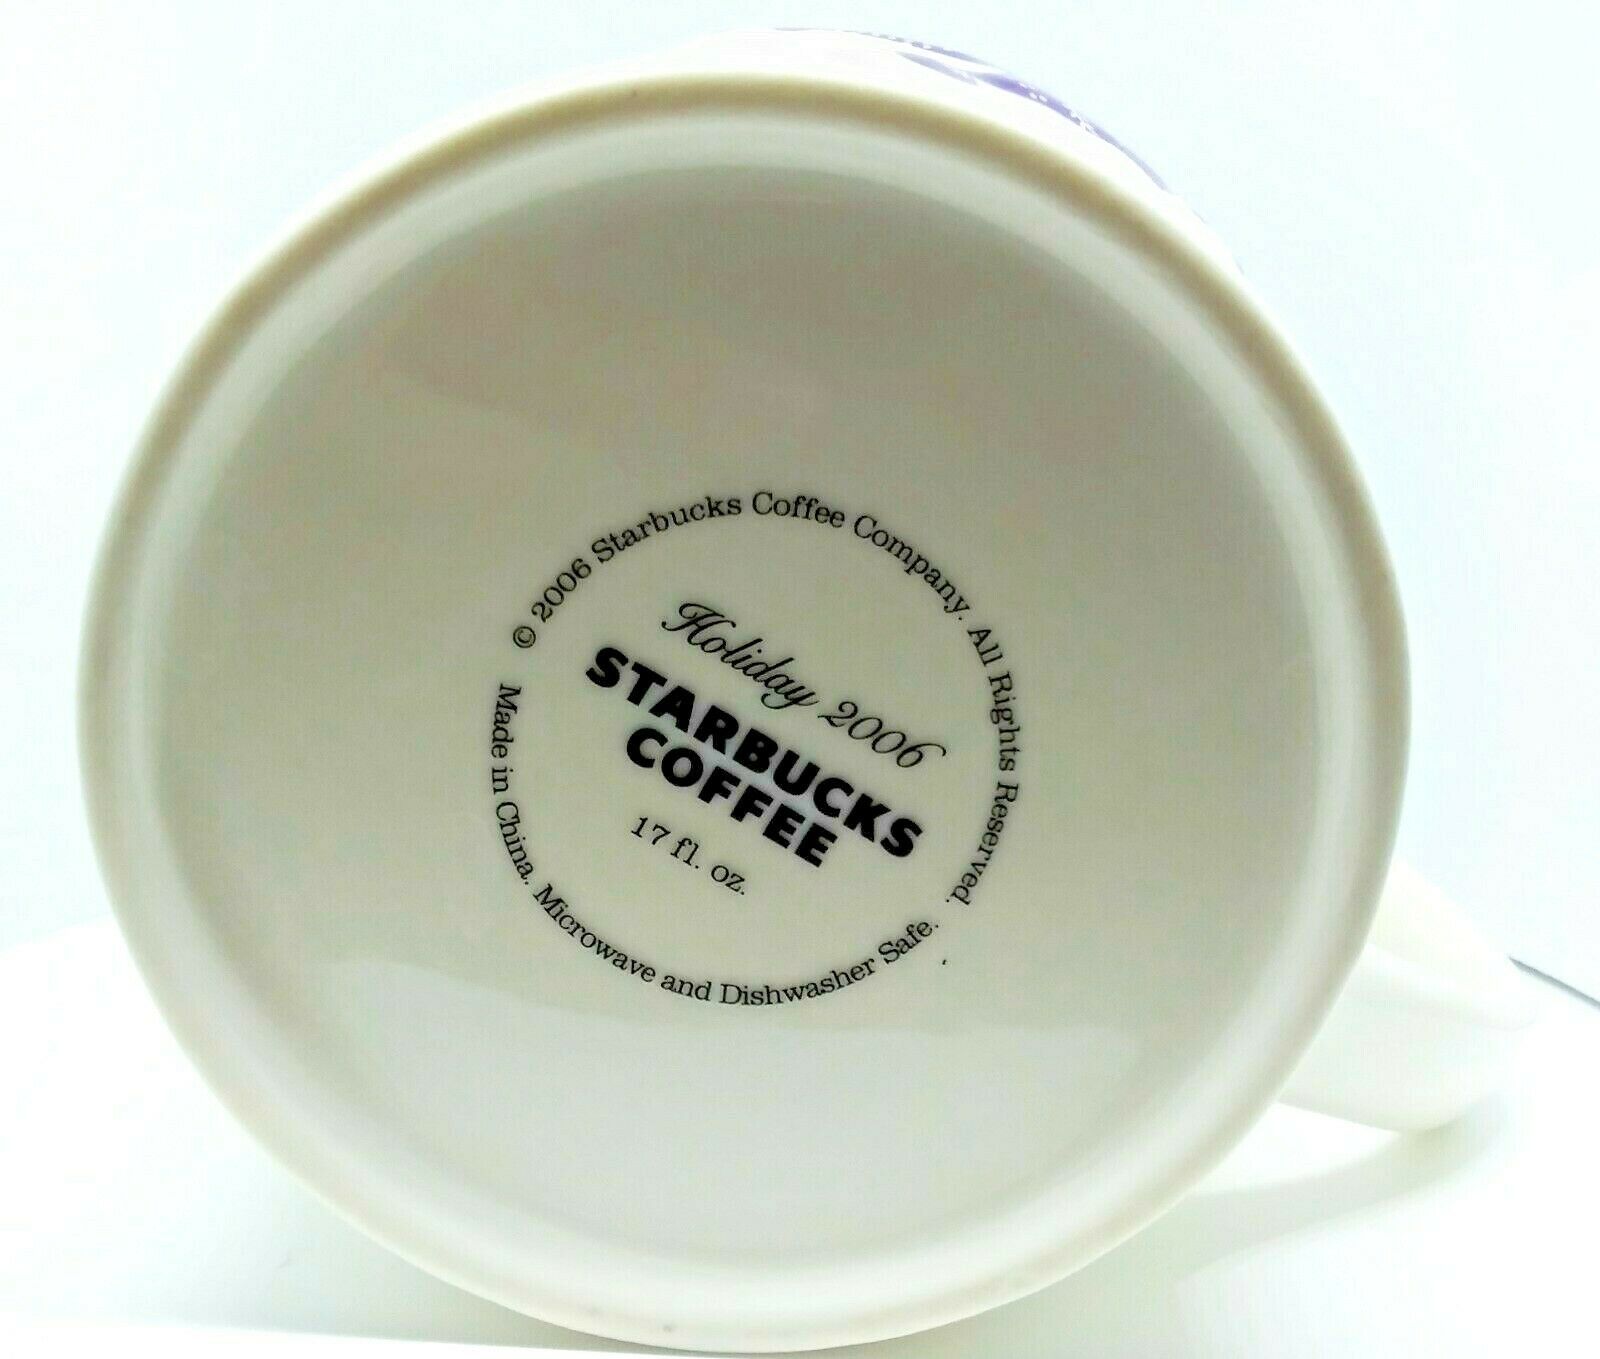 © 2006 Starbucks Coffee Company. All Rights Reserved.
Holiday 2006
STARBUCKS
COFFEE
17 fl. oz.
Made in China. Microwave and Dishwasher Safe.